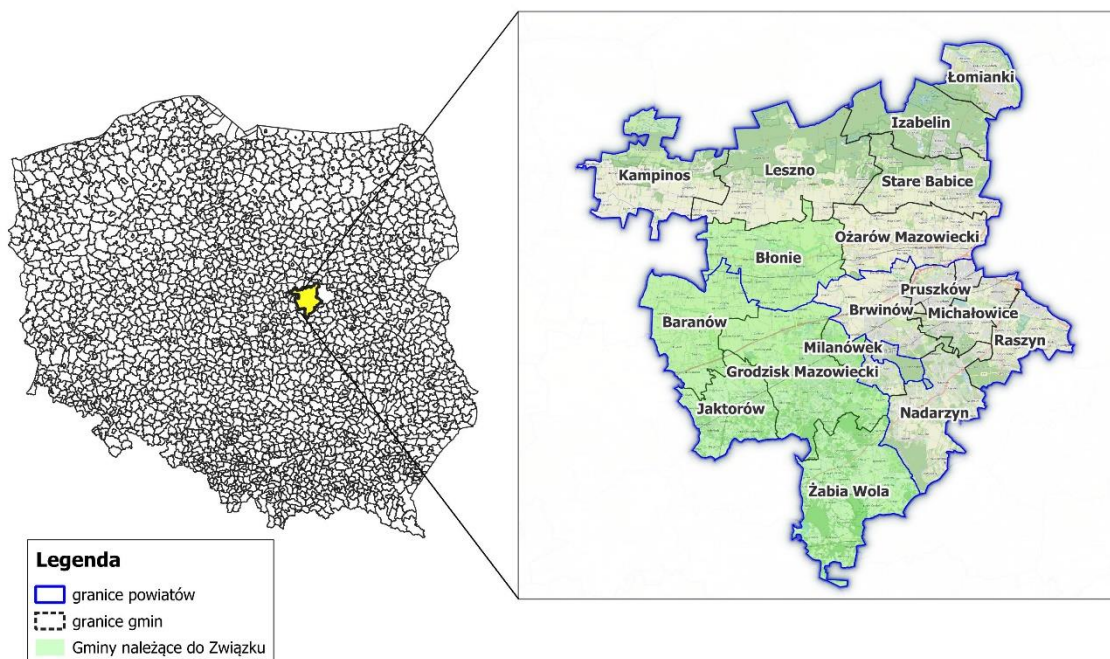 Łomianki
Izabelin
Kampinos
Leszno
Stare Babice
Ożarów Mazowiecki
Błonie
Pruszków
Brwinów
Michałowice
Baranów
Raszyn
Milanówek
Grodzisk Mazowiecki
Jaktorów
Nadarzyn
Żabia Wola
Legenda
granice powiatów
granice gmin
Gminy należące do Związku